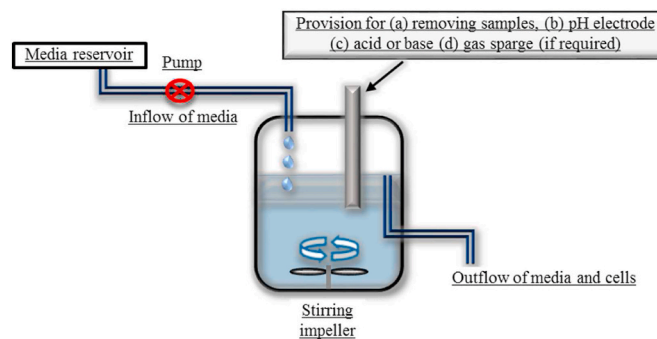 Provision for (a) removing samples, (b) pH electrode
(c) acid or base (d) gas sparge (if required)
Media reservoir
Pump
Inflow of media
Outflow of media and cells
Stirring
impeller